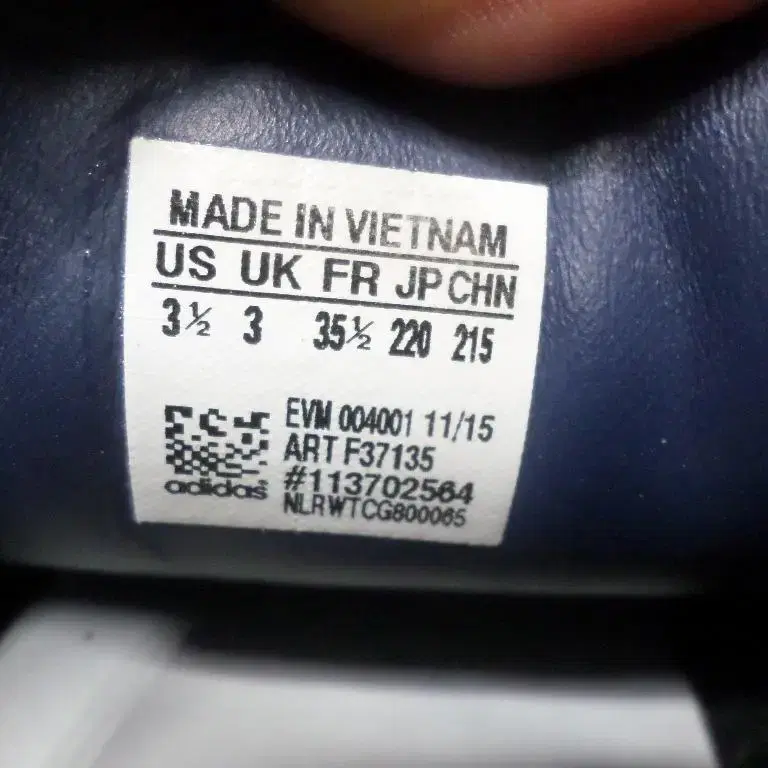 MADE IN VIETNAM
US UK FR JP CHN
3½ 3 35½ 220 215
EVM 004001 11/15
ART F37135
#113702564
NLRWTCG800065
adidas